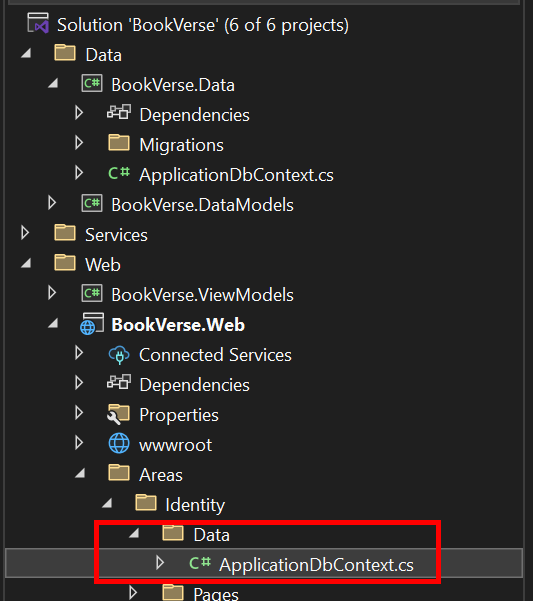 Solution 'BookVerse' (6 of 6 projects)
Data
C# BookVerse.Data
Dependencies
Migrations
C# ApplicationDbContext.cs
C# BookVerse.DataModels
Services
Web
C# BookVerse.ViewModels
BookVerse.Web
Connected Services
Dependencies
Properties
wwwroot
Areas
Identity
Data
C# ApplicationDbContext.cs
Pages